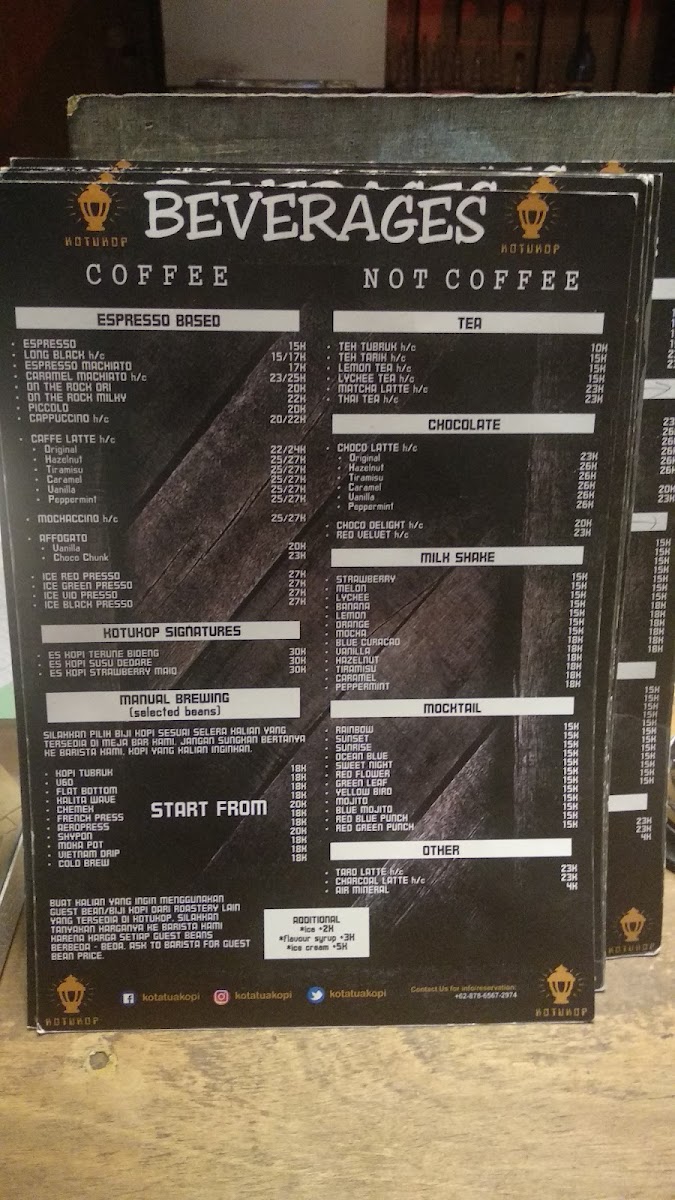 BEVERAGES
KOTUKOP
KOTUKOP
COFFEE
ESPRESSO BASED
• ESPRESSO 15K
• LONG BLACK h/c 15/17K
• ESPRESSO MACHIATO 17K
• CARAMEL MACHIATO h/c 23/25K
• ON THE ROCK ORI 20K
• ON THE ROCK MILKY 22K
• PICCOLO 20K
• CAPPUCCINO h/c 20/22K
• CAFFE LATTE h/c
• Original 22/24K
• Hazelnut 25/27K
• Tiramisu 25/27K
• Caramel 25/27K
• Vanilla 25/27K
• Peppermint 25/27K
• MOCHACCINO h/c 25/27K
• AFFOGATO
• Vanilla 20K
• Choco Chunk 23K
• ICE RED PRESSO 27K
• ICE GREEN PRESSO 27K
• ICE VIO PRESSO 27K
• ICE BLACK PRESSO 27K
KOTUKOP SIGNATURES
• ES KOPI TERUNE BIDENG 30K
• ES KOPI SUSU DEDARE 30K
• ES KOPI STRAWBERRY MAIQ 30K
MANUAL BREWING
(selected beans)
SILAHKAN PILIH BIJI KOPI SESUAI SELERA KALIAN YANG
TERSEDIA DI MEJA BAR KAMI. JANGAN SUNGKAN BERTANYA
KE BARISTA KAMI, KOPI YANG KALIAN INGINKAN.
START FROM
• KOPI TUBRUK 18K
• V60 18K
• FLAT BOTTOM 18K
• KALITA WAVE 18K
• CHEMEX 20K
• FRENCH PRESS 18K
• AEROPRESS 18K
• SHYPON 20K
• MOKA POT 18K
• VIETNAM DRIP 18K
• COLD BREW 18K
BUAT KALIAN YANG INGIN MENGGUNAKAN
GUEST BEAN/BIJI KOPI DARI ROASTERY LAIN
YANG TERSEDIA DI KOTUKOP. SILAHKAN
TANYAKAN HARGANYA KE BARISTA KAMI
KARENA HARGA SETIAP GUEST BEANS
BERBEDA - BEDA. ASK TO BARISTA FOR GUEST
BEAN PRICE.
ADDITIONAL
*ice +2K
*flavour syrup +3K
*ice cream +5K
NOT COFFEE
TEA
• TEH TUBRUK h/c 10K
• TEH TARIK h/c 15K
• LEMON TEA h/c 15K
• LYCHEE TEA h/c 15K
• MATCHA LATTE h/c 23K
• THAI TEA h/c 23K
CHOCOLATE
• CHOCO LATTE h/c
• Original 23K
• Hazelnut 26K
• Tiramisu 26K
• Caramel 26K
• Vanilla 26K
• Peppermint 26K
• CHOCO DELIGHT h/c 20K
• RED VELVET h/c 23K
MILK SHAKE
• STRAWBERRY 15K
• MELON 15K
• LYCHEE 15K
• BANANA 15K
• LEMON 15K
• ORANGE 15K
• MOCHA 18K
• BLUE CURACAO 18K
• VANILLA 18K
• HAZELNUT 18K
• TIRAMISU 18K
• CARAMEL 18K
• PEPPERMINT 18K
MOCKTAIL
• RAINBOW 15K
• SUNSET 15K
• SUNRISE 15K
• OCEAN BLUE 15K
• SWEET NIGHT 15K
• RED FLOWER 15K
• GREEN LEAF 15K
• YELLOW BIRD 15K
• MOJITO 15K
• BLUE MOJITO 15K
• RED BLUE PUNCH 15K
• RED GREEN PUNCH 15K
OTHER
• TARO LATTE h/c 23K
• CHARCOAL LATTE h/c 23K
• AIR MINERAL 4K
KOTUKOP
kotatuakopi
kotatuakopi
kotatuakopi
Contact Us for info/reservation:
+62-878-6567-2974
KOTUKOP
KOTUKOP